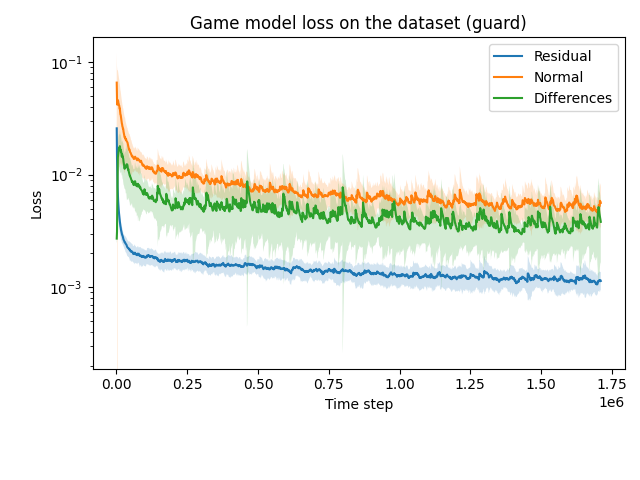 Game model loss on the dataset (guard)
Residual
Normal
Differences
Loss
10⁻¹
10⁻²
10⁻³
0.00 0.25 0.50 0.75 1.00 1.25 1.50 1.75
1e6
Time step